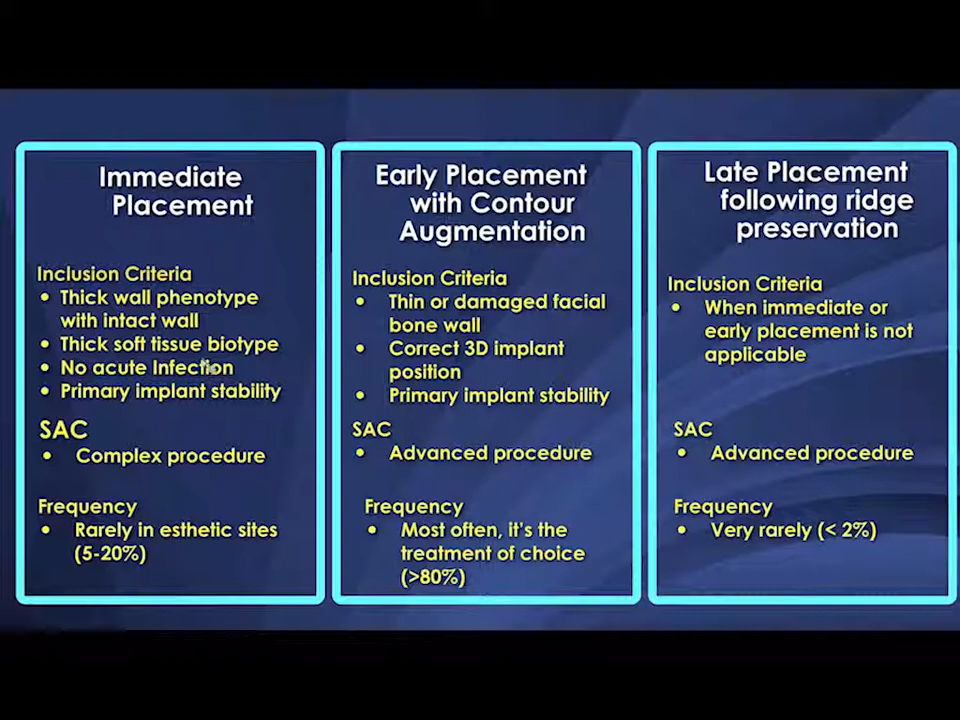 Immediate
Placement
Inclusion Criteria
• Thick wall phenotype
with intact wall
• Thick soft tissue biotype
• No acute Infection
• Primary implant stability
SAC
• Complex procedure
Frequency
• Rarely in esthetic sites
(5-20%)
Early Placement
with Contour
Augmentation
Inclusion Criteria
• Thin or damaged facial
bone wall
• Correct 3D implant
position
• Primary implant stability
SAC
• Advanced procedure
Frequency
• Most often, it's the
treatment of choice
(>80%)
Late Placement
following ridge
preservation
Inclusion Criteria
• When immediate or
early placement is not
applicable
SAC
• Advanced procedure
Frequency
• Very rarely (< 2%)